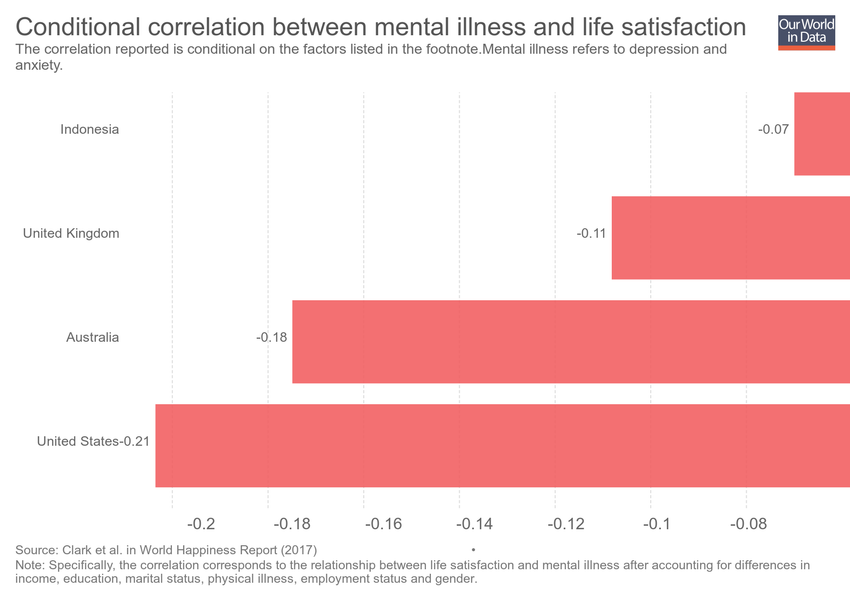 Conditional correlation between mental illness and life satisfaction
Our World
in Data
The correlation reported is conditional on the factors listed in the footnote.Mental illness refers to depression and
anxiety.
Indonesia
-0.07
United Kingdom
-0.11
Australia
-0.18
United States-0.21
-0.2 -0.18 -0.16 -0.14 -0.12 -0.1 -0.08
Source: Clark et al. in World Happiness Report (2017) •
Note: Specifically, the correlation corresponds to the relationship between life satisfaction and mental illness after accounting for differences in
income, education, marital status, physical illness, employment status and gender.